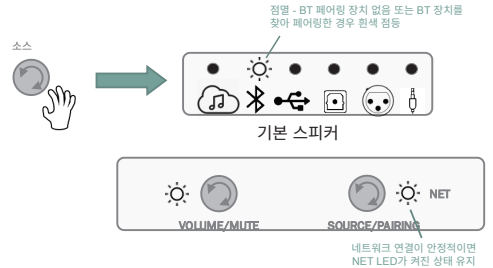 점멸 - BT 페어링 장치 없음 또는 BT 장치를
찾아 페어링한 경우 흰색 점등
소스
기본 스피커
NET
VOLUME/MUTE
SOURCE/PAIRING
네트워크 연결이 안정적이면
NET LED가 켜진 상태 유지